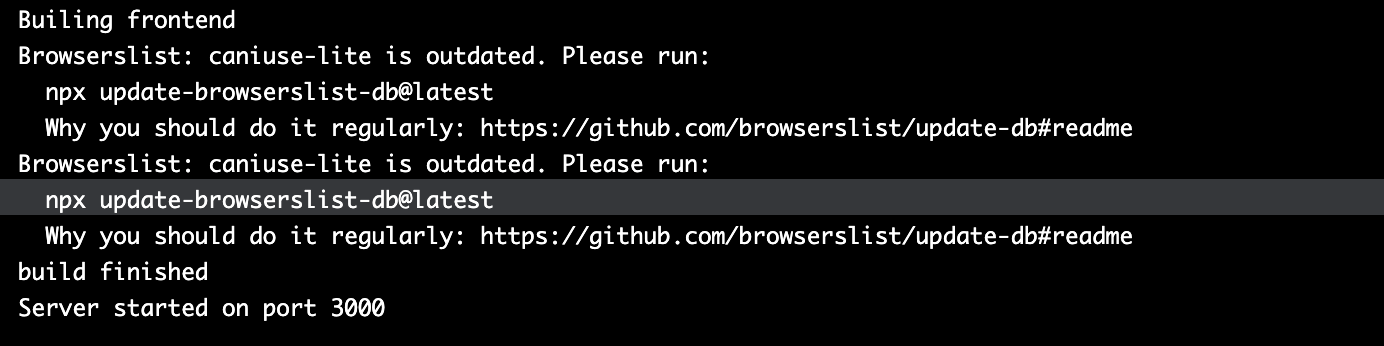 Builing frontend
Browserslist: caniuse-lite is outdated. Please run:
  npx update-browserslist-db@latest
  Why you should do it regularly: https://github.com/browserslist/update-db#readme
Browserslist: caniuse-lite is outdated. Please run:
  npx update-browserslist-db@latest
  Why you should do it regularly: https://github.com/browserslist/update-db#readme
build finished
Server started on port 3000